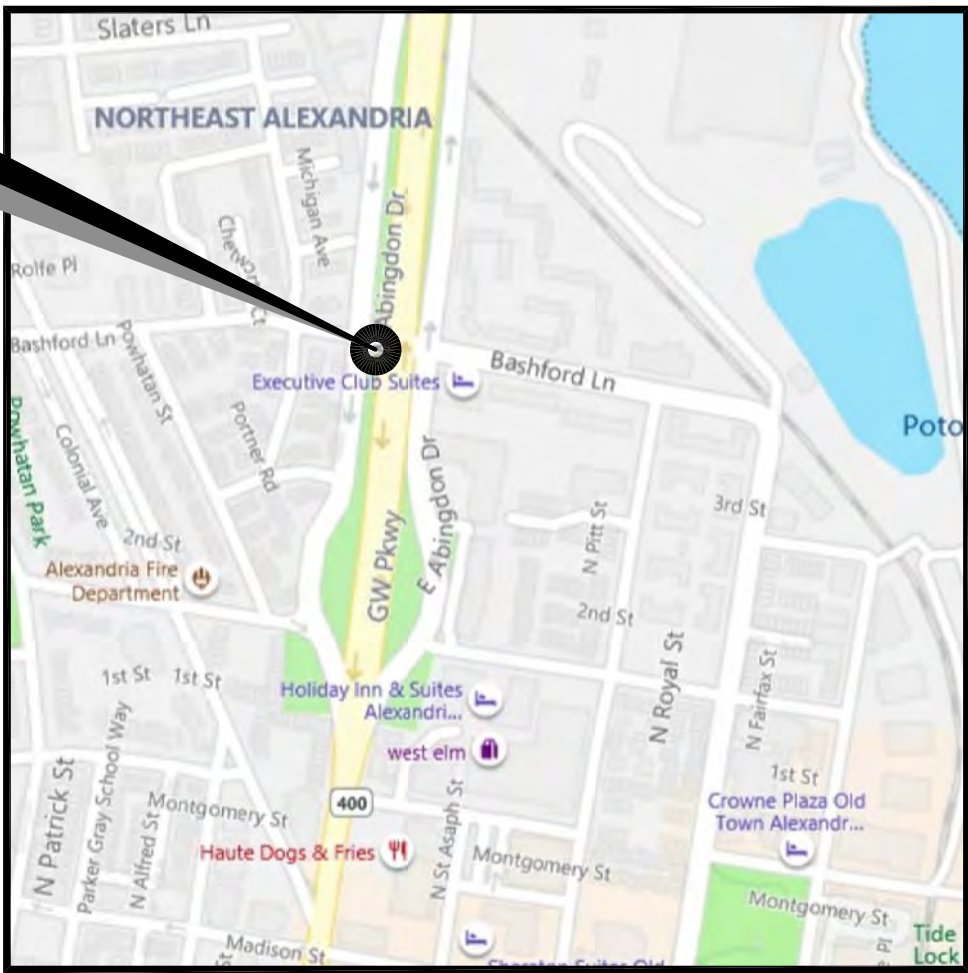 Slaters Ln
NORTHEAST ALEXANDRIA
Michigan Ave
Abingdon Dr
Rolfe Pl
Bashford Ln
Powhatan St
Executive Club Suites
Bashford Ln
Powhatan Park
Colonial Ave
Portner Rd
E Abingdon Dr
GW Pkwy
Poto
3rd St
N Pitt St
2nd St
Alexandria Fire
Department
2nd St
1st St
1st St
Holiday Inn & Suites
Alexandri...
N Royal St
N Fairfax St
west elm
N Patrick St
Parker Gray School Way
N Alfred St
Montgomery St
400
1st St
Crowne Plaza Old
Town Alexandr...
Haute Dogs & Fries
N St Asaph St
Montgomery St
Montgomery St
Madison St
St
Pl
Tide
Lock